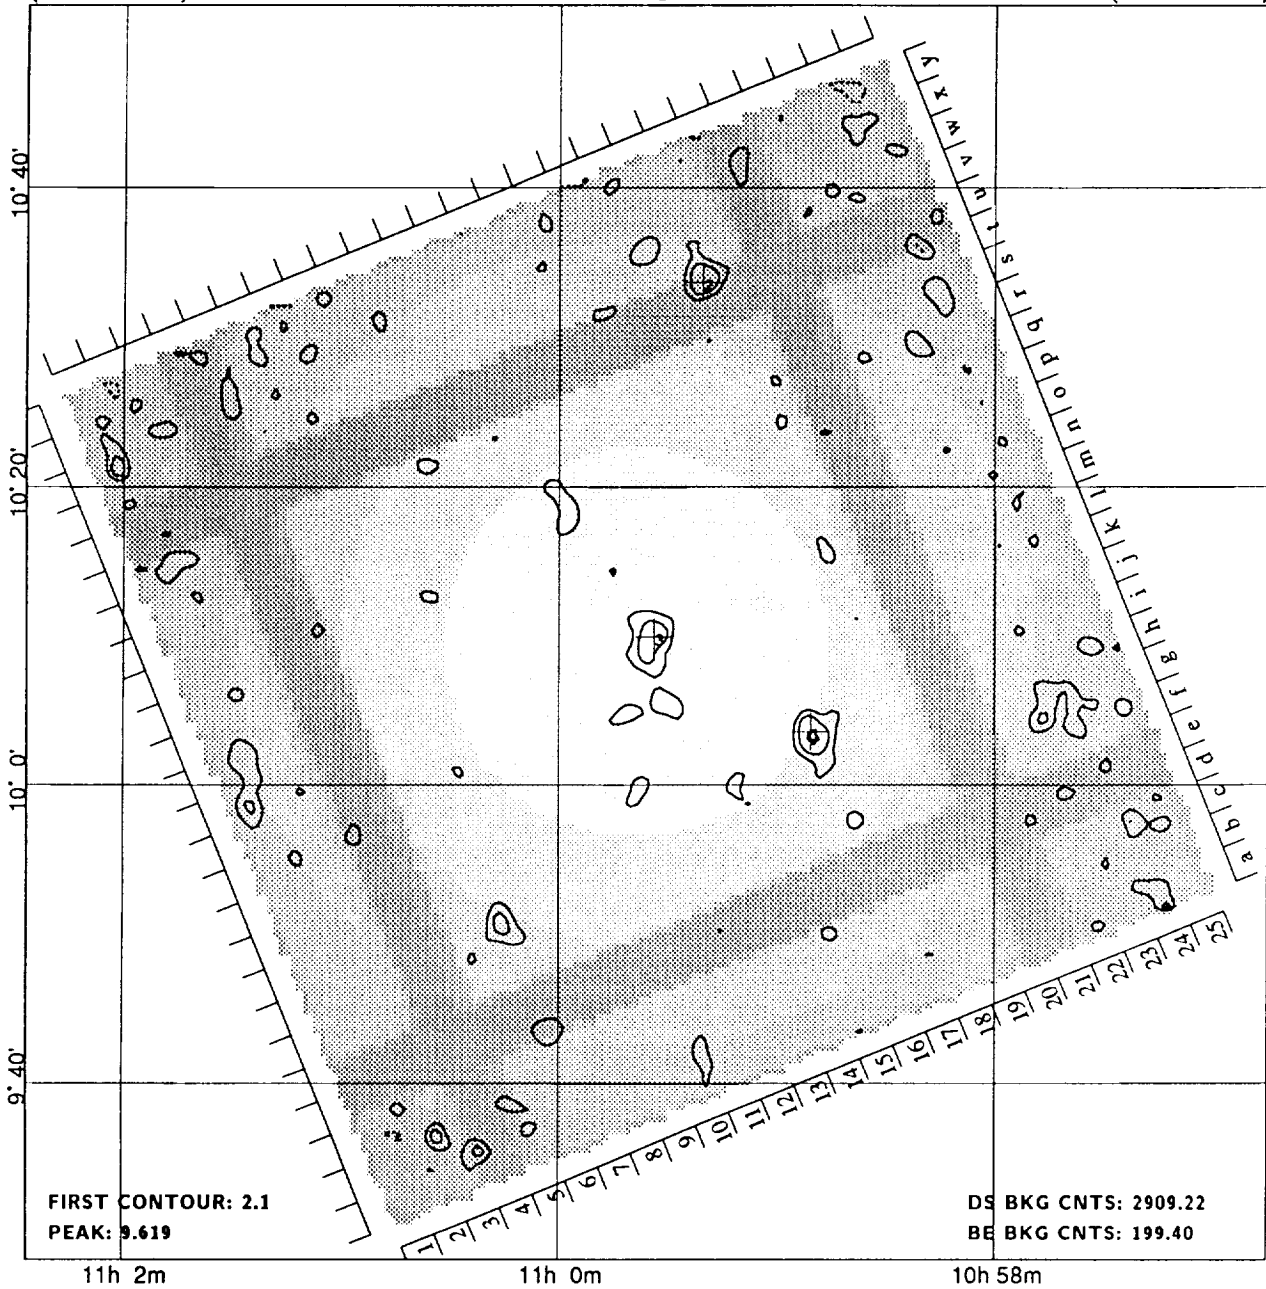 10° 40'
10° 20'
10° 0'
9° 40'
a b c d e f g h i j k l m n o p q r s t u v w x y
1 2 3 4 5 6 7 8 9 10 11 12 13 14 15 16 17 18 19 20 21 22 23 24 25
FIRST CONTOUR: 2.1
PEAK: 9.619
DS BKG CNTS: 2909.22
BE BKG CNTS: 199.40
11h 2m
11h 0m
10h 58m